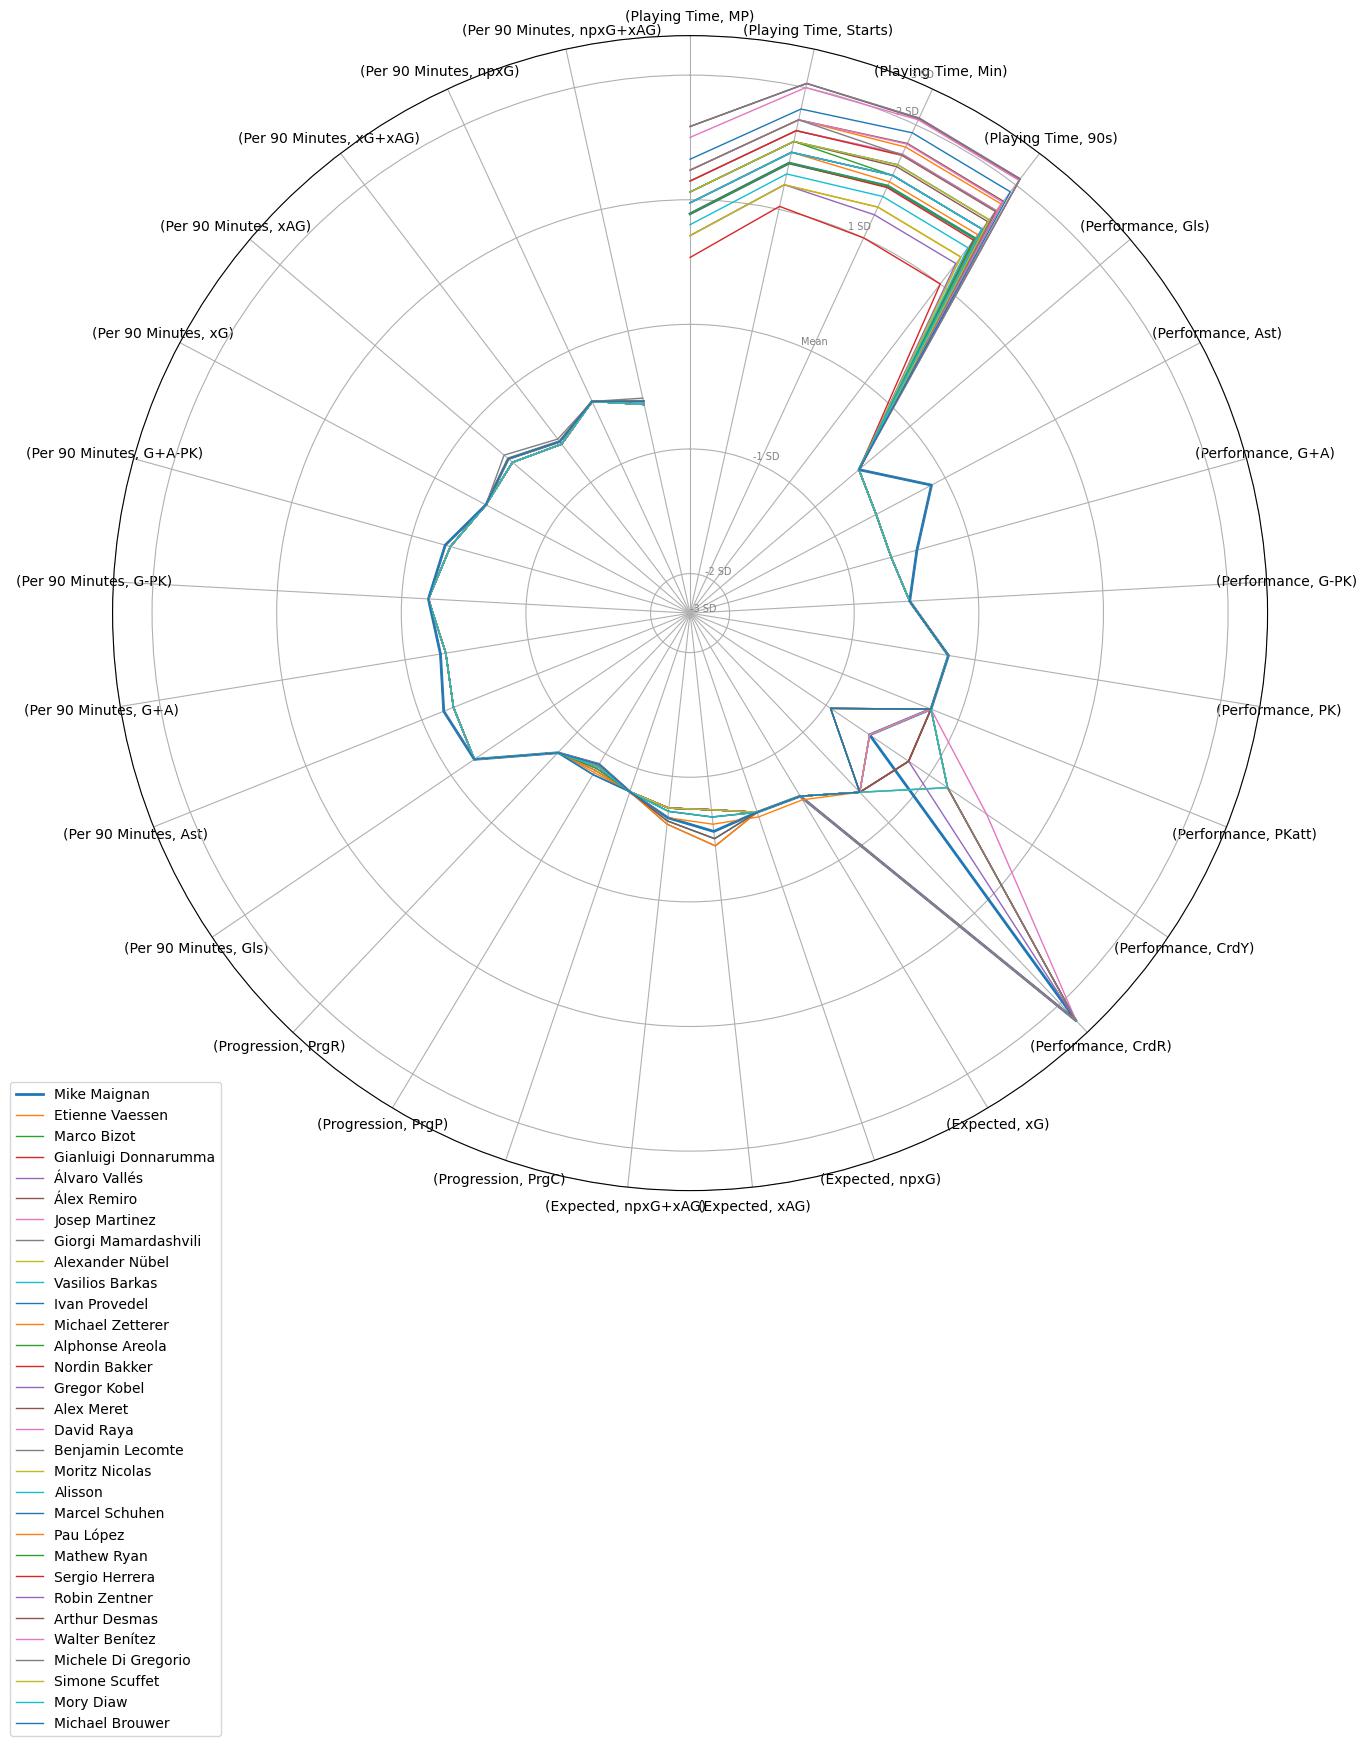 (Playing Time, MP)
(Per 90 Minutes, npxG+xAG)
(Playing Time, Starts)
(Per 90 Minutes, npxG)
(Playing Time, Min)
3 SD
2 SD
(Per 90 Minutes, xG+xAG)
(Playing Time, 90s)
(Per 90 Minutes, xAG)
1 SD
(Performance, Gls)
(Per 90 Minutes, xG)
Mean
(Performance, Ast)
(Per 90 Minutes, G+A-PK)
-1 SD
(Performance, G+A)
(Per 90 Minutes, G-PK)
-2 SD
(Performance, G-PK)
-3 SD
(Per 90 Minutes, G+A)
(Performance, PK)
(Per 90 Minutes, Ast)
(Performance, PKatt)
(Per 90 Minutes, Gls)
(Performance, CrdY)
(Progression, PrgR)
(Performance, CrdR)
(Progression, PrgP)
(Expected, xG)
(Progression, PrgC)
(Expected, npxG)
(Expected, npxG+xAG)
(Expected, xAG)
Mike Maignan
Etienne Vaessen
Marco Bizot
Gianluigi Donnarumma
Álvaro Vallés
Álex Remiro
Josep Martinez
Giorgi Mamardashvili
Alexander Nübel
Vasilios Barkas
Ivan Provedel
Michael Zetterer
Alphonse Areola
Nordin Bakker
Gregor Kobel
Alex Meret
David Raya
Benjamin Lecomte
Moritz Nicolas
Alisson
Marcel Schuhen
Pau López
Mathew Ryan
Sergio Herrera
Robin Zentner
Arthur Desmas
Walter Benítez
Michele Di Gregorio
Simone Scuffet
Mory Diaw
Michael Brouwer